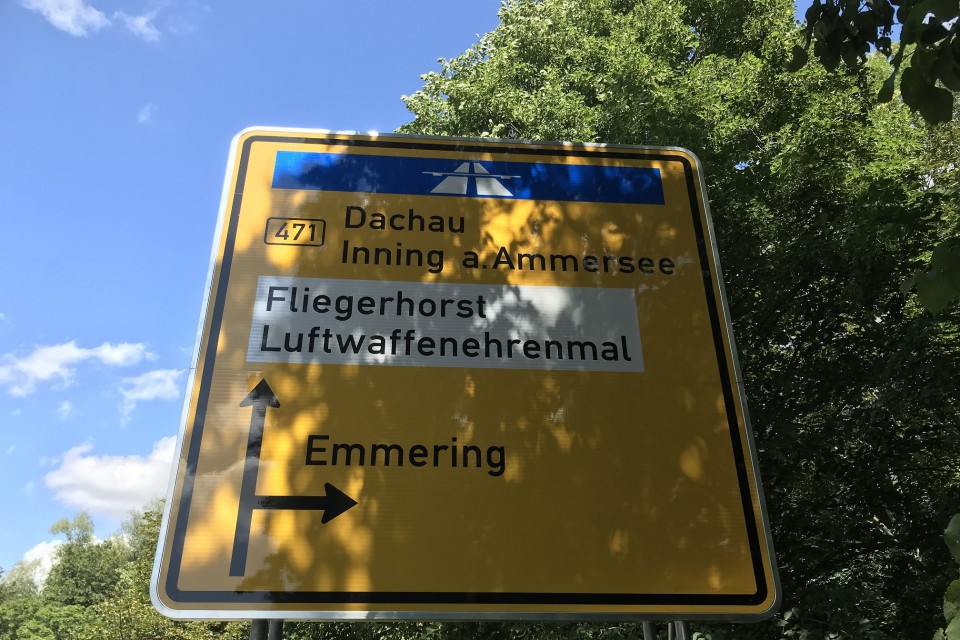 471 Dachau
Inning a.Ammersee
Fliegerhorst
Luftwaffenehrenmal
Emmering